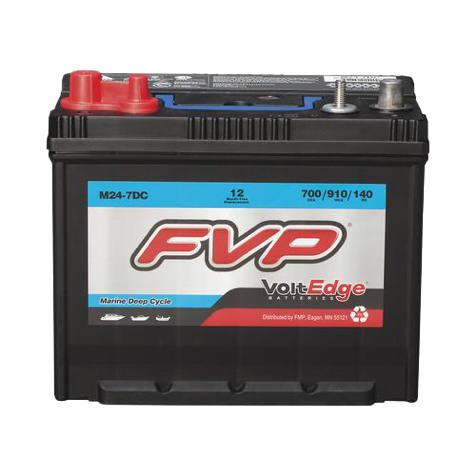 M24-7DC
12
Month Free
Replacement
700/910/140
CCA MCA RC
FVP
VoltEdge
BATTERIES
Marine Deep Cycle
Distributed by FMP, Eagan, MN 55121